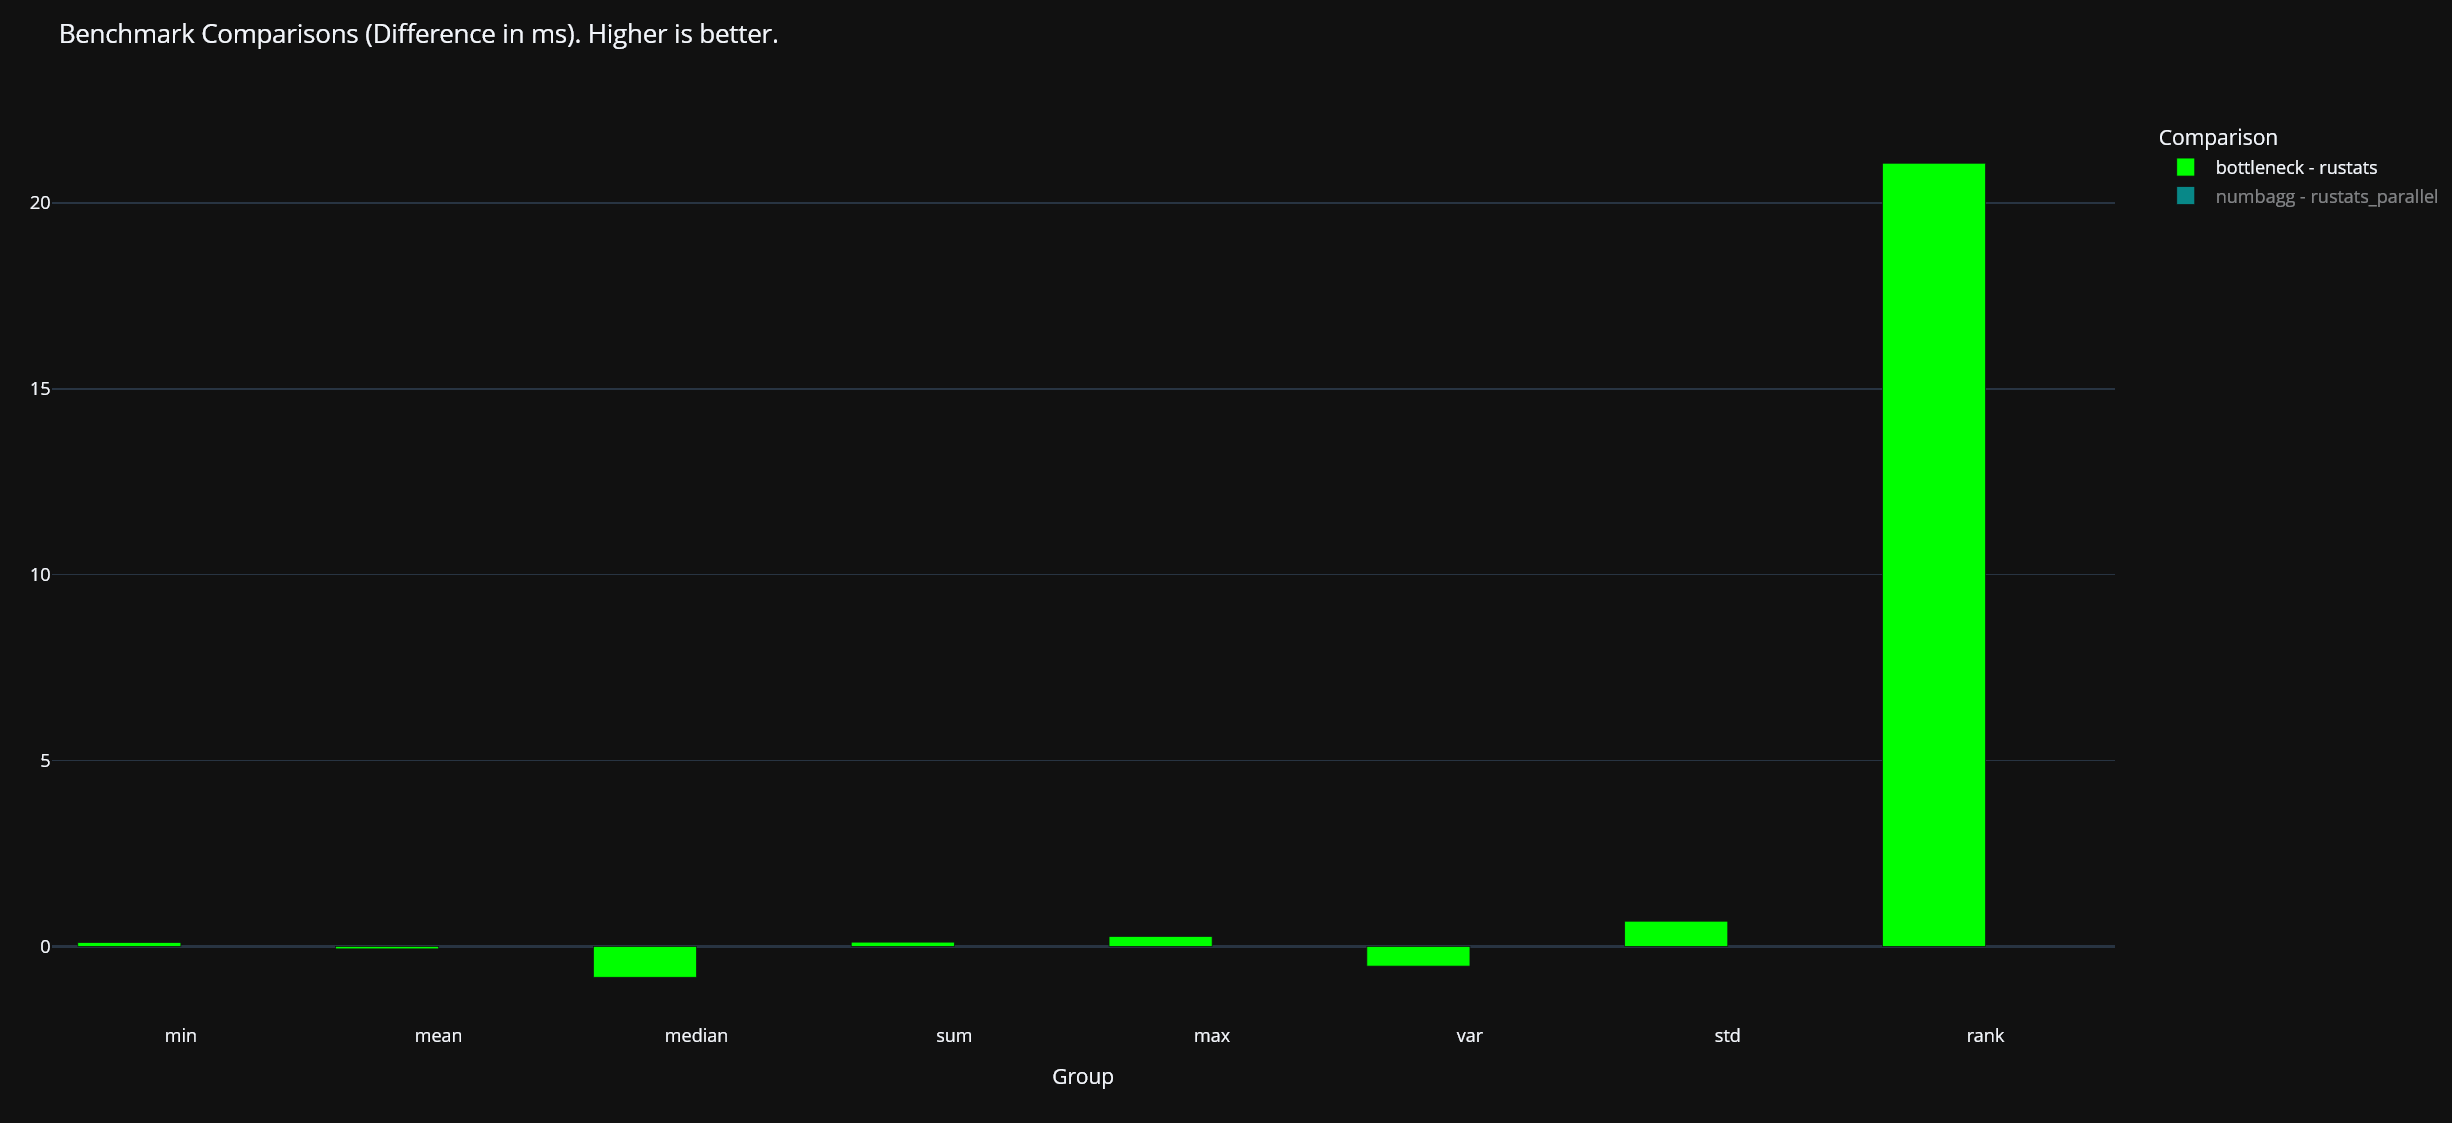 Benchmark Comparisons (Difference in ms). Higher is better.
Comparison
bottleneck - rustats
numbagg - rustats_parallel
20
15
10
5
0
min mean median sum max var std rank
Group